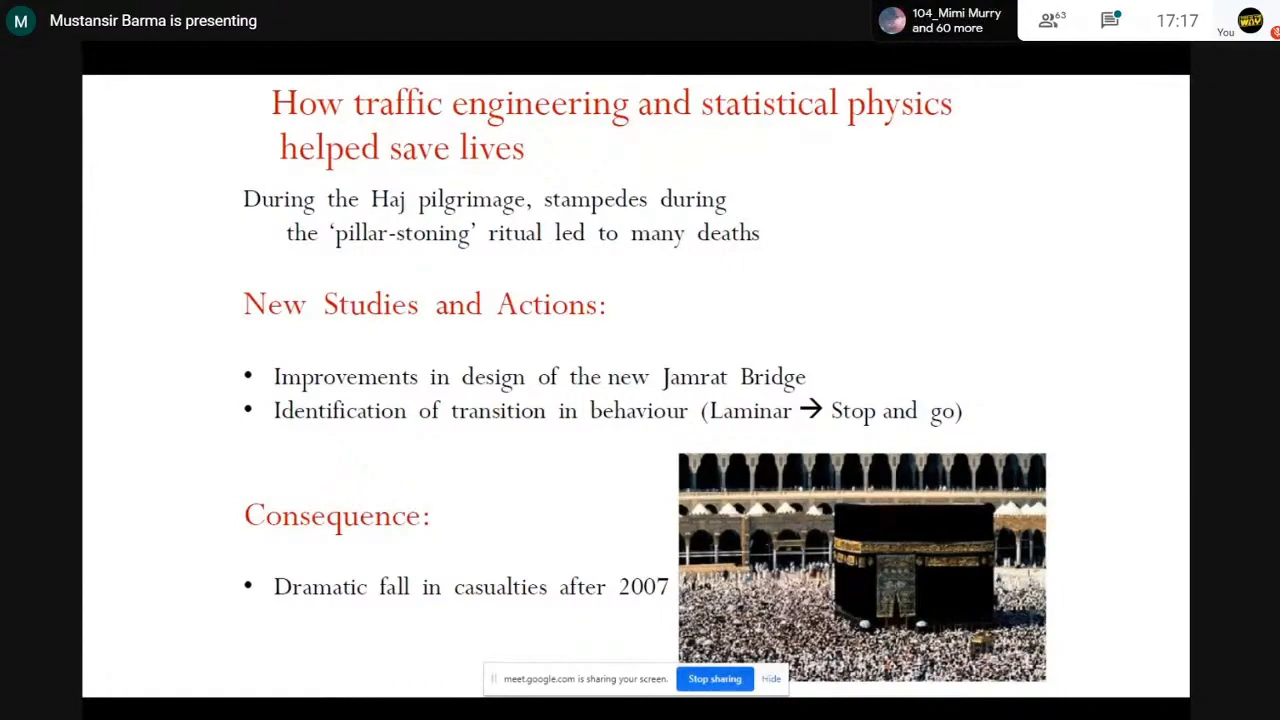 M Mustansir Barma is presenting
104_Mimi Murry
and 60 more
63
17:17
You
How traffic engineering and statistical physics
helped save lives
During the Haj pilgrimage, stampedes during
the ‘pillar-stoning’ ritual led to many deaths
New Studies and Actions:
• Improvements in design of the new Jamrat Bridge
• Identification of transition in behaviour (Laminar → Stop and go)
Consequence:
• Dramatic fall in casualties after 2007
meet.google.com is sharing your screen. Stop sharing Hide